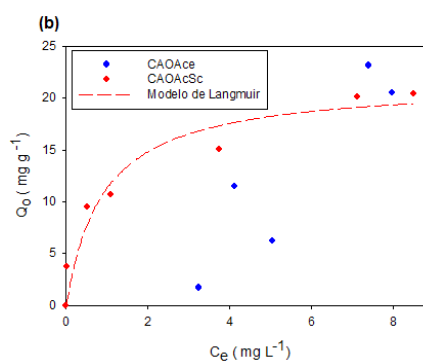 (b)
25
20
15
10
5
0
CAOAce
CAOAcSc
Modelo de Langmuir
Qo ( mg g -1)
0 2 4 6 8
Ce ( mg L-1)